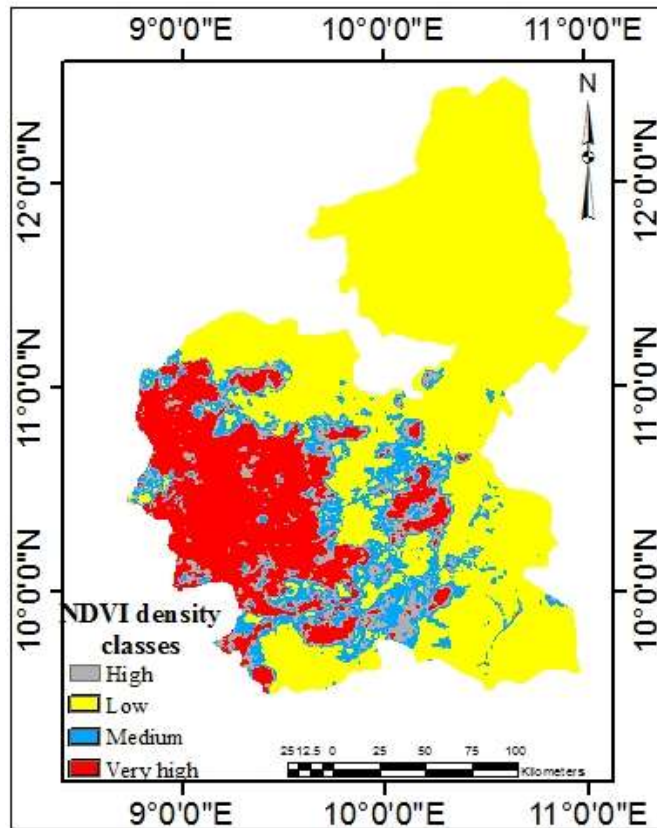 9°0'0"E 10°0'0"E 11°0'0"E
N
12°0'0"N 12°0'0"N
11°0'0"N 11°0'0"N
10°0'0"N 10°0'0"N
NDVI density
classes
High
Low
Medium
Very high
25 12.5 0 25 50 75 100
Kilometers
9°0'0"E 10°0'0"E 11°0'0"E